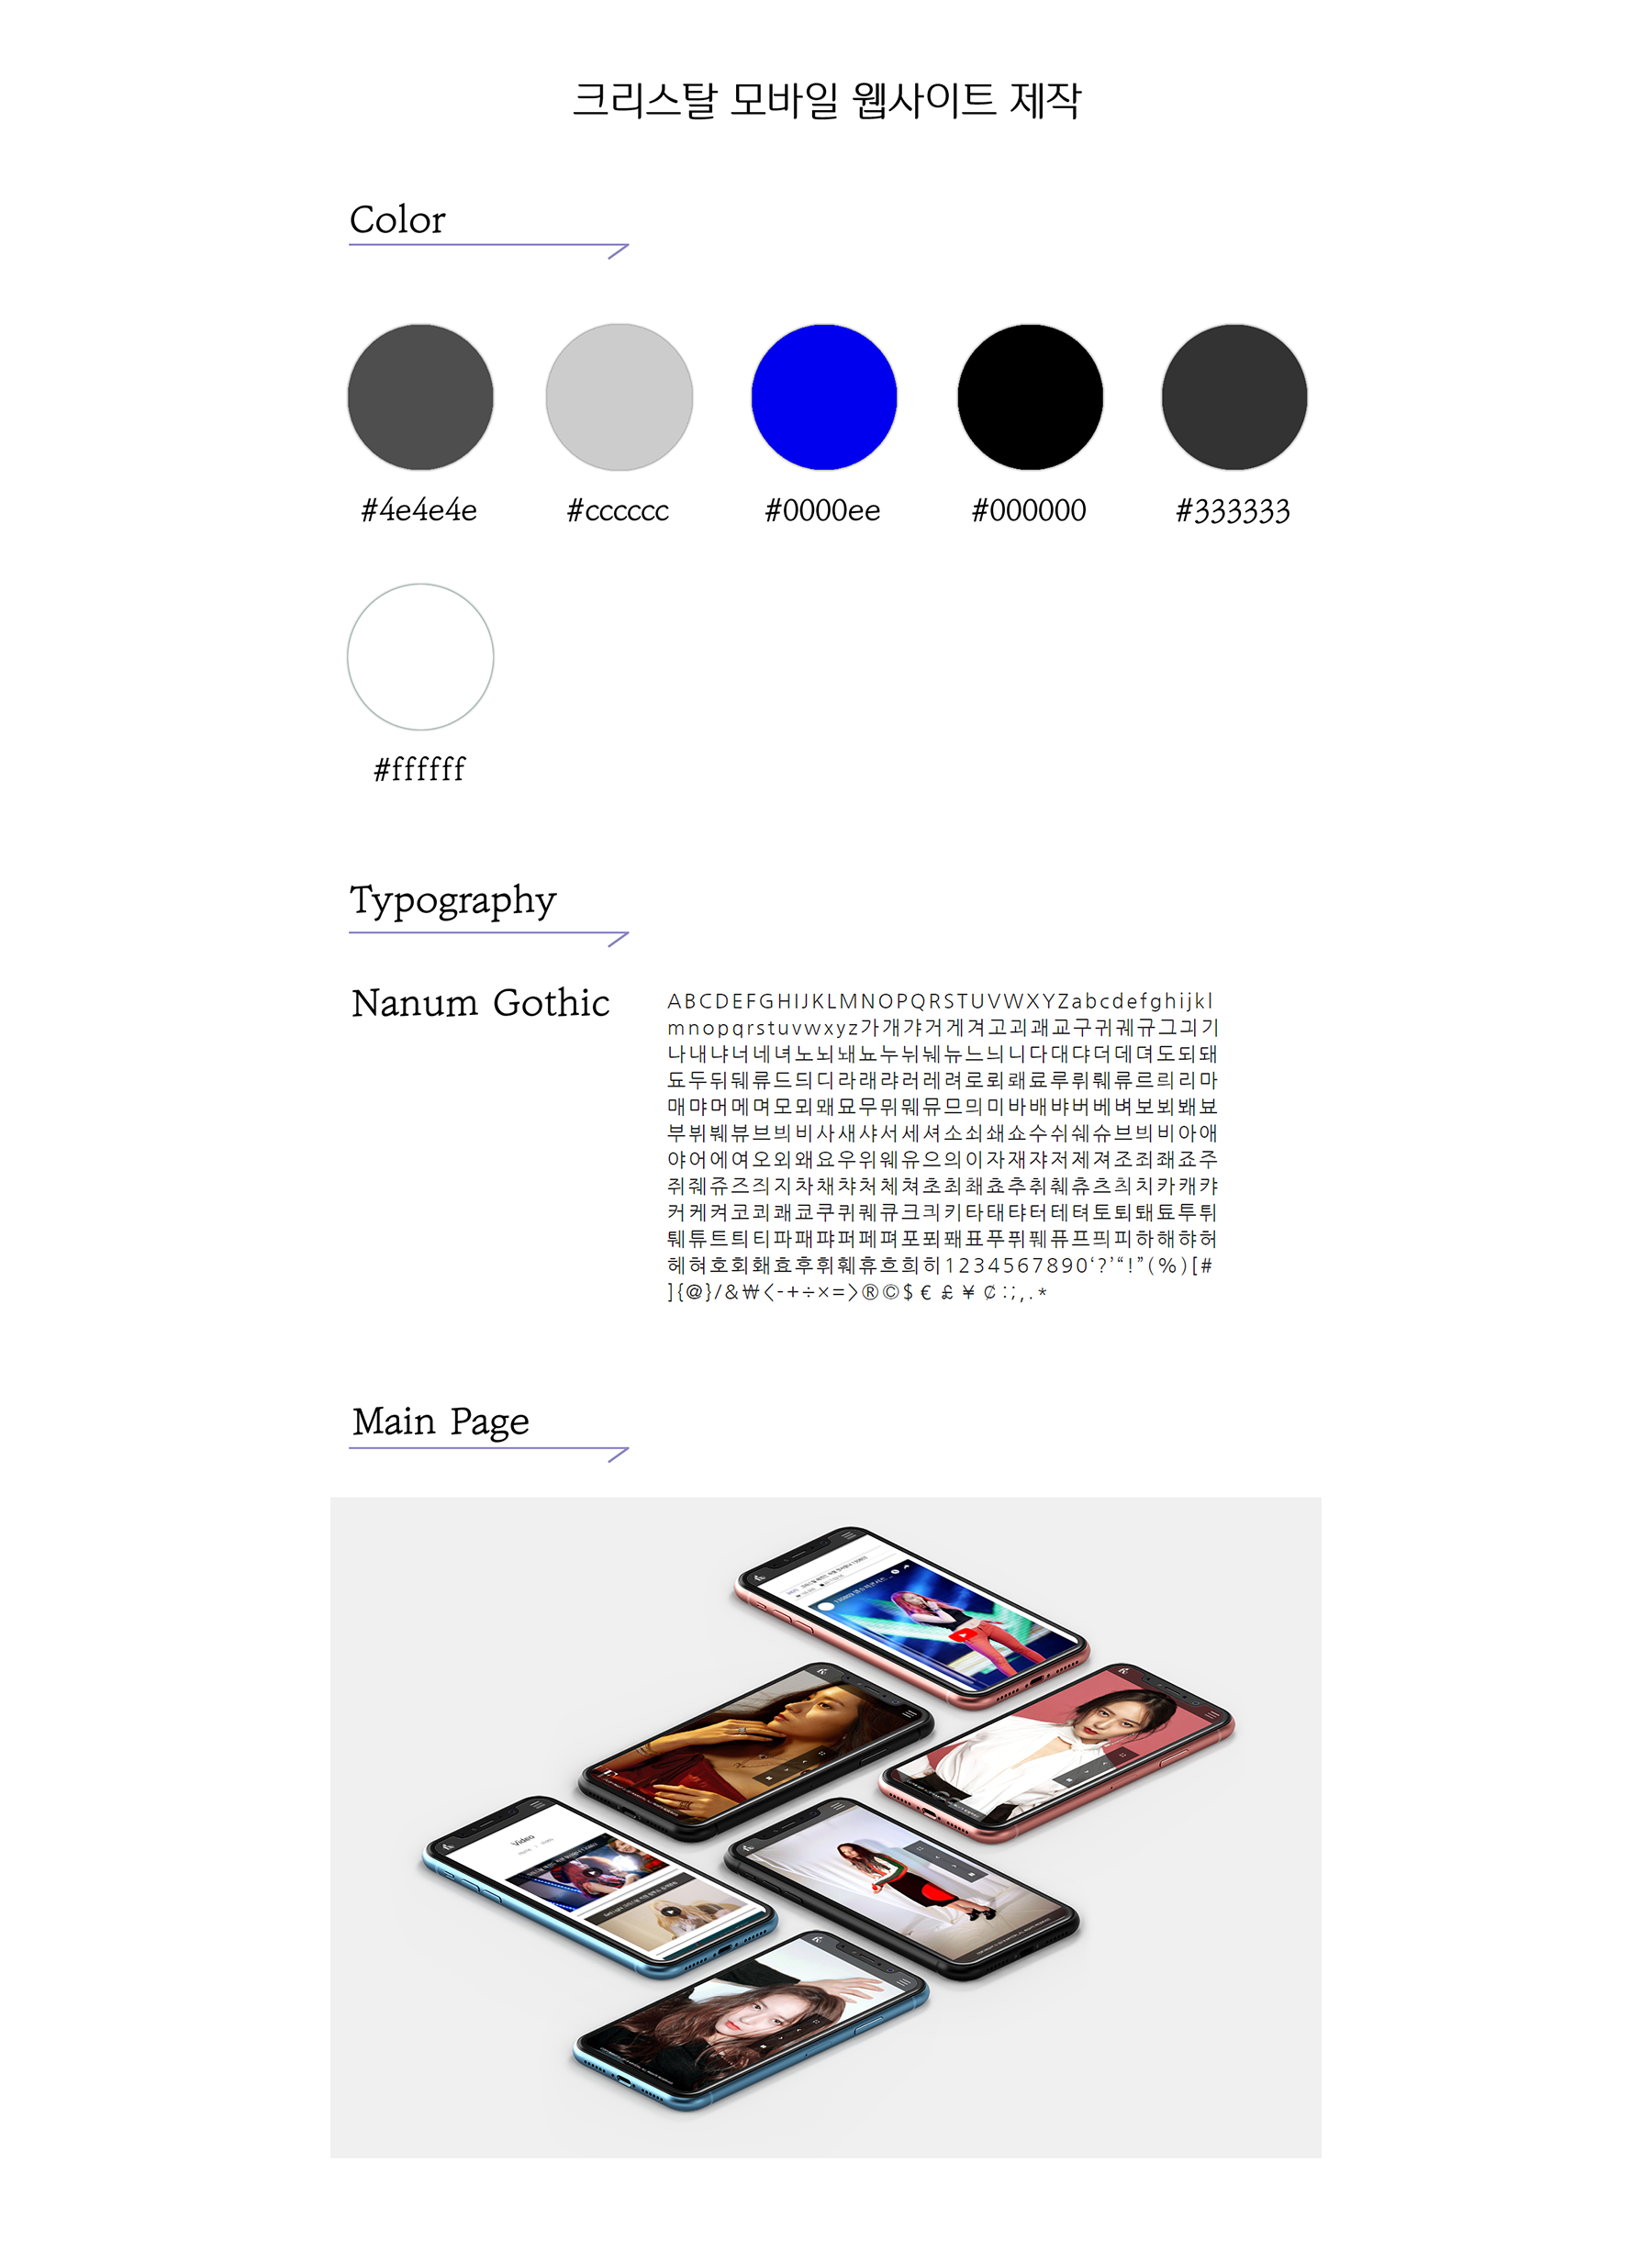 크리스탈 모바일 웹사이트 제작
Color
#4e4e4e
#cccccc
#0000ee
#000000
#333333
#ffffff
Typography
Nanum Gothic
ABCDEFGHIJKLMNOPQRSTUVWXYZabcdefghijkl
mnopqrstuvwxyz가개갸거게겨고괴괘교구귀궤규그긔기
나내냐너네녀노뇌놰뇨누뉘눼뉴느늬니다대댜더데뎌도되돼
됴두뒤뒈류드듸디라래랴러레려로뢰뢔료루뤼뤠류르릐리마
매먀머메며모뫼뫠묘무뮈뭬뮤므믜미바배뱌버베벼보뵈봬뵤
부뷔붸뷰브븨비사새샤서세셔소쇠쇄쇼수쉬쉐슈브븨비아애
야어에여오외왜요우위웨유으의이자재쟈저제져조죄좨죠주
쥐줴쥬즈즤지차채챠처체쳐초최쵀쵸추취췌츄츠츼치카캐캬
커케켜코쾨쾌쿄쿠퀴퀘큐크킈키타태탸터테텨토퇴퇘툐투튀
퉤튜트틔티파패퍄퍼페펴포푀퐤표푸퓌풰퓨프픠피하해햐허
헤혀호회홰효후휘훼휴흐희히1234567890‘?’“!”(%)[#
]{@}/&₩<-+÷×=>®©$€£¥₡:;,.*
Main Page
Video